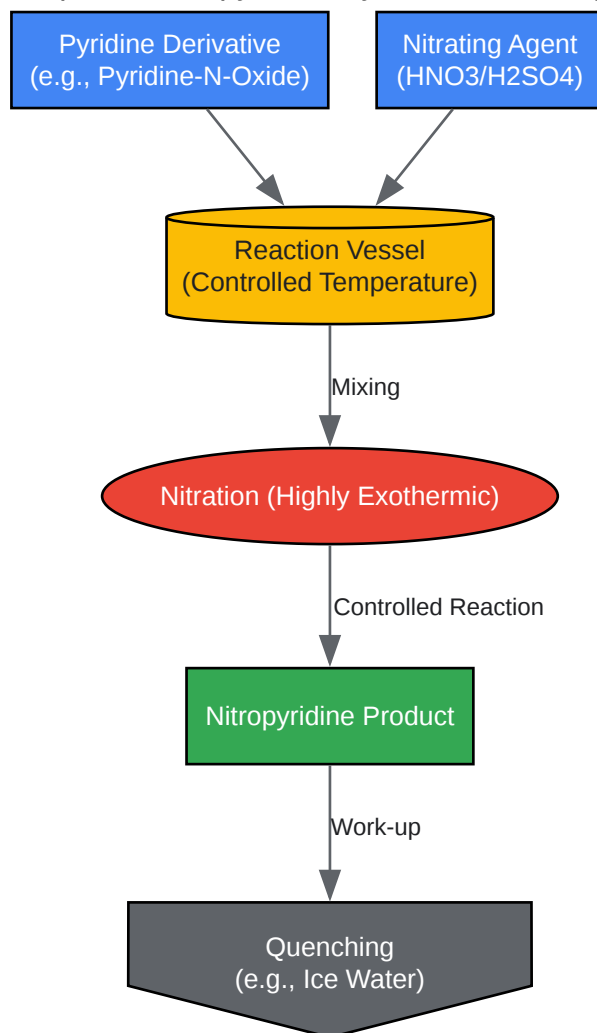 Pyridine Derivative
(e.g., Pyridine-N-Oxide)
Nitrating Agent
(HNO3/H2SO4)
Reaction Vessel
(Controlled Temperature)
Mixing
Nitration (Highly Exothermic)
Controlled Reaction
Nitropyridine Product
Work-up
Quenching
(e.g., Ice Water)